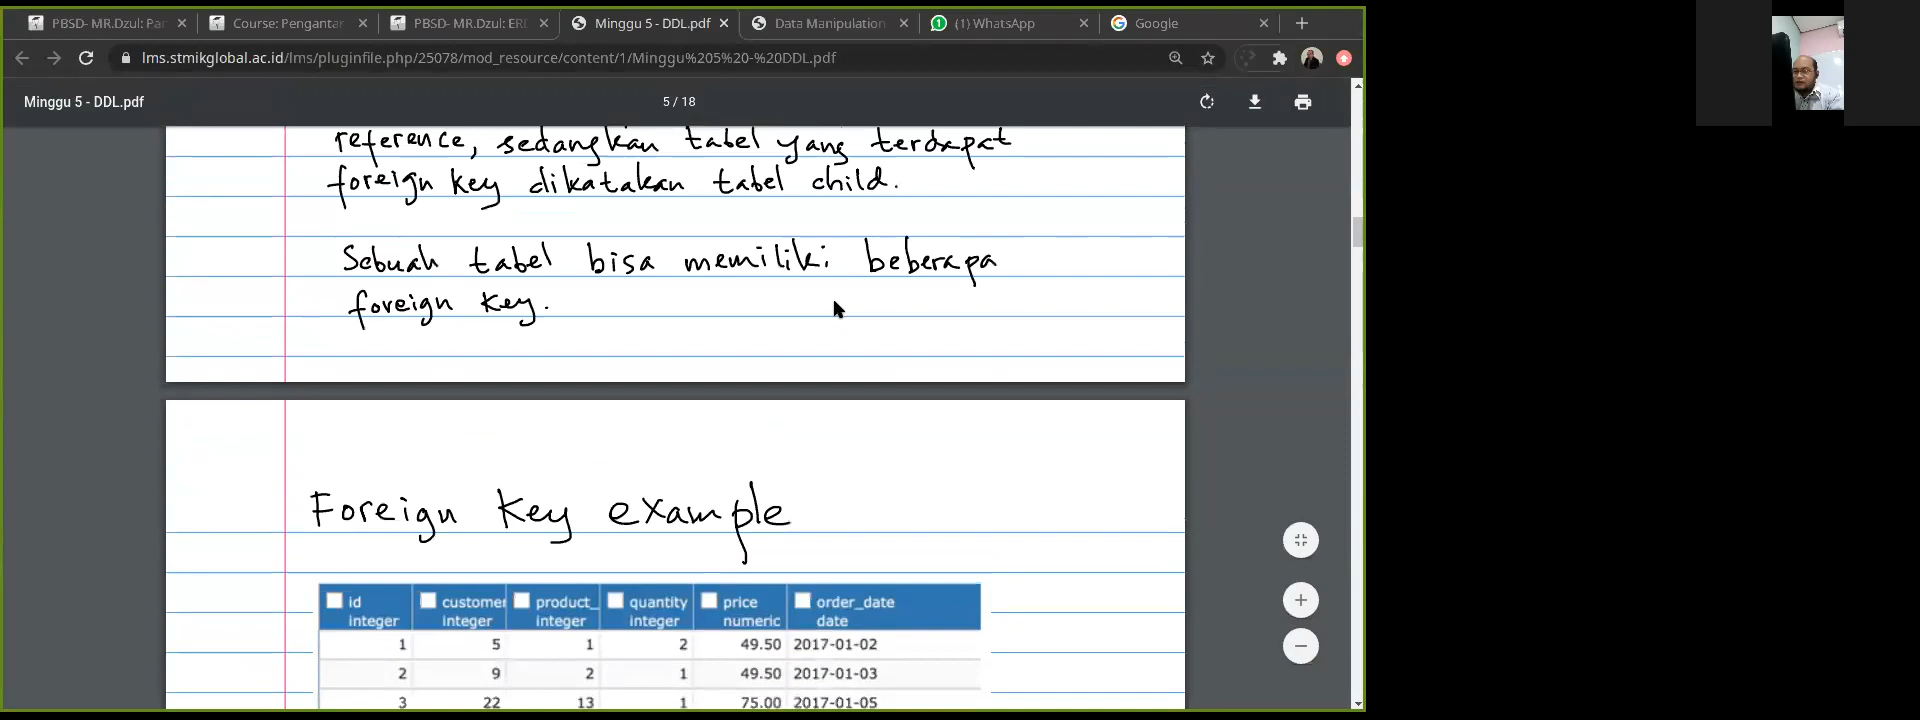 PBSD- MR.Dzul: Par
Course: Pengantar
PBSD- MR.Dzul: ERD
Minggu 5 - DDL.pdf
Data Manipulation
(1) WhatsApp
Google
lms.stmikglobal.ac.id/lms/pluginfile.php/25078/mod_resource/content/1/Minggu%205%20-%20DDL.pdf
Minggu 5 - DDL.pdf
5 / 18
reference, sedangkan tabel yang terdapat
foreign key dikatakan tabel child.
Sebuah tabel bisa memiliki beberapa
foreign key.
Foreign Key example
id customer product_ quantity price order_date
integer integer integer integer numeric date
1 5 1 2 49.50 2017-01-02
2 9 2 1 49.50 2017-01-03
3 22 13 1 75.00 2017-01-05